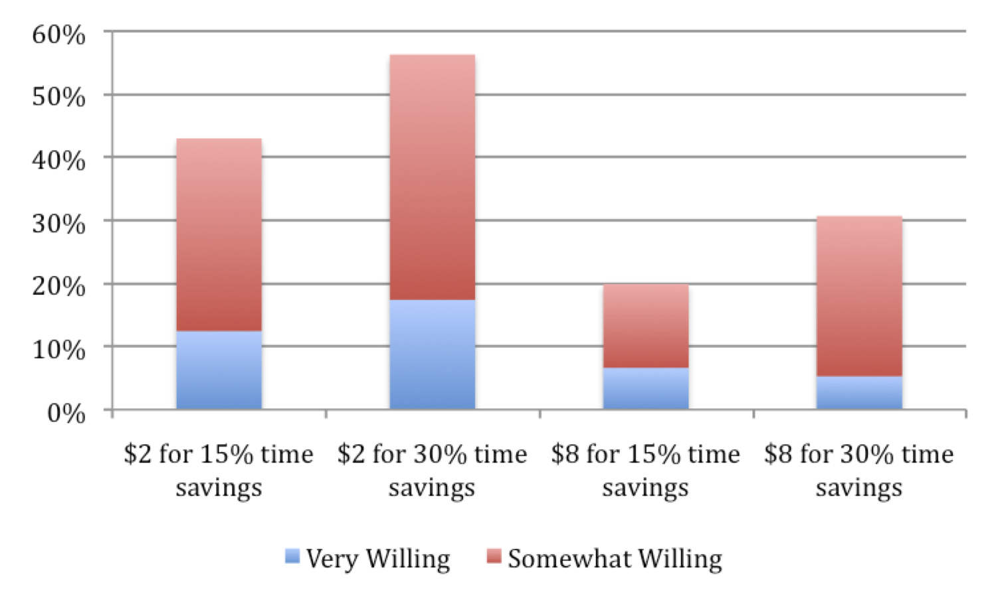 60%
50%
40%
30%
20%
10%
0%
$2 for 15% time
savings
$2 for 30% time
savings
$8 for 15% time
savings
$8 for 30% time
savings
Very Willing
Somewhat Willing